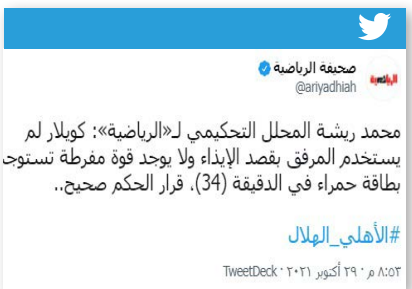 صحيفة الرياضية
@ariyadhiah
الرياضية
محمد ريشة المحلل التحكيمي لـ«الرياضية»: كويلار لم
يستخدم المرفق بقصد الإيذاء ولا يوجد قوة مفرطة تستوجب
بطاقة حمراء في الدقيقة (34)، قرار الحكم صحيح..
#الأهلي_الهلال
٨:٥٣ م · ٢٩ أكتوبر ٢٠٢١ · TweetDeck